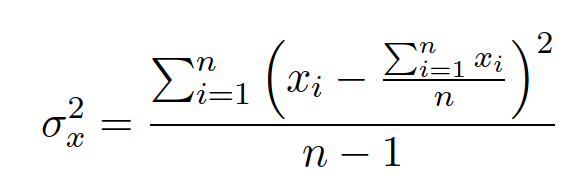 σ_x^2 = \frac{\sum_{i=1}^{n} \left( x_i - \frac{\sum_{i=1}^{n} x_i}{n} \right)^2}{n - 1}